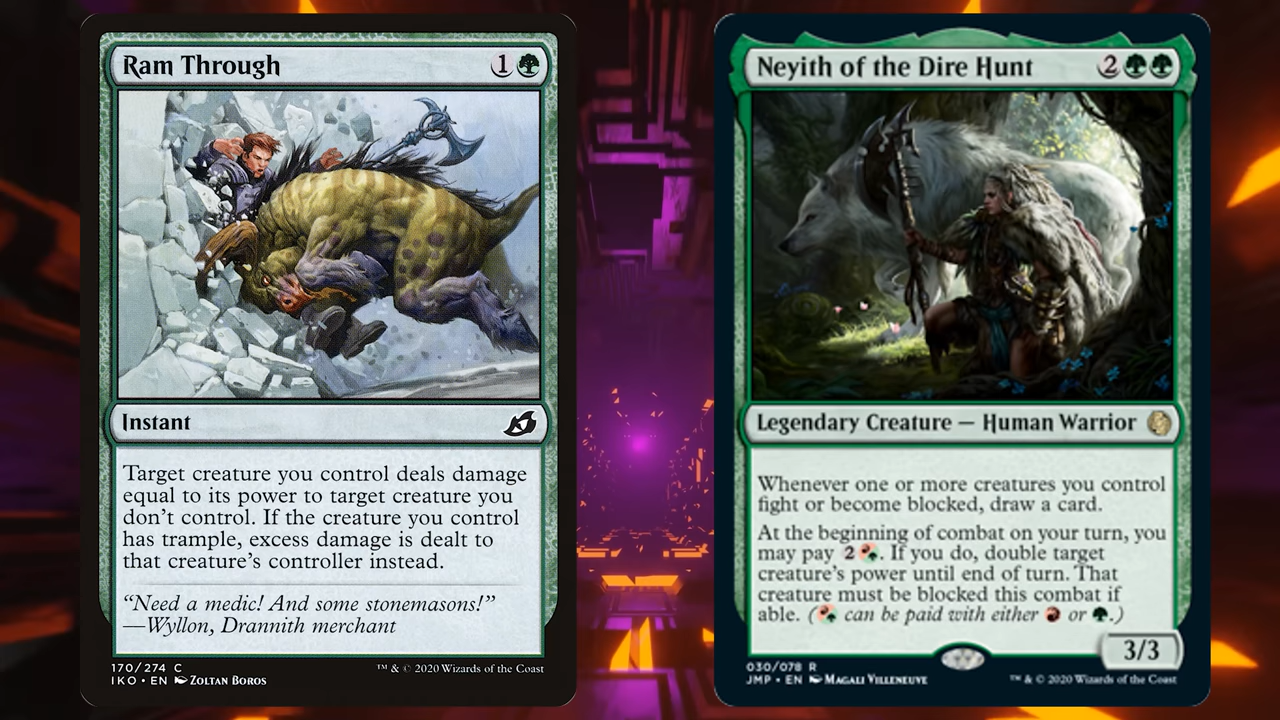 Ram Through 1
Instant
Target creature you control deals damage
equal to its power to target creature you
don't control. If the creature you control
has trample, excess damage is dealt to
that creature's controller instead.
“Need a medic! And some stonemasons!”
—Wyllon, Drannith merchant
170/274 C
IKO • EN Zoltan Boros
™ & © 2020 Wizards of the Coast
Neyith of the Dire Hunt 2
Legendary Creature — Human Warrior
Whenever one or more creatures you control
fight or become blocked, draw a card.
At the beginning of combat on your turn, you
may pay 2. If you do, double target
creature's power until end of turn. That
creature must be blocked this combat if
able. ( can be paid with either or .)
3/3
030/078 R
JMP • EN Magali Villeneuve
™ & © 2020 Wizards of the Coast